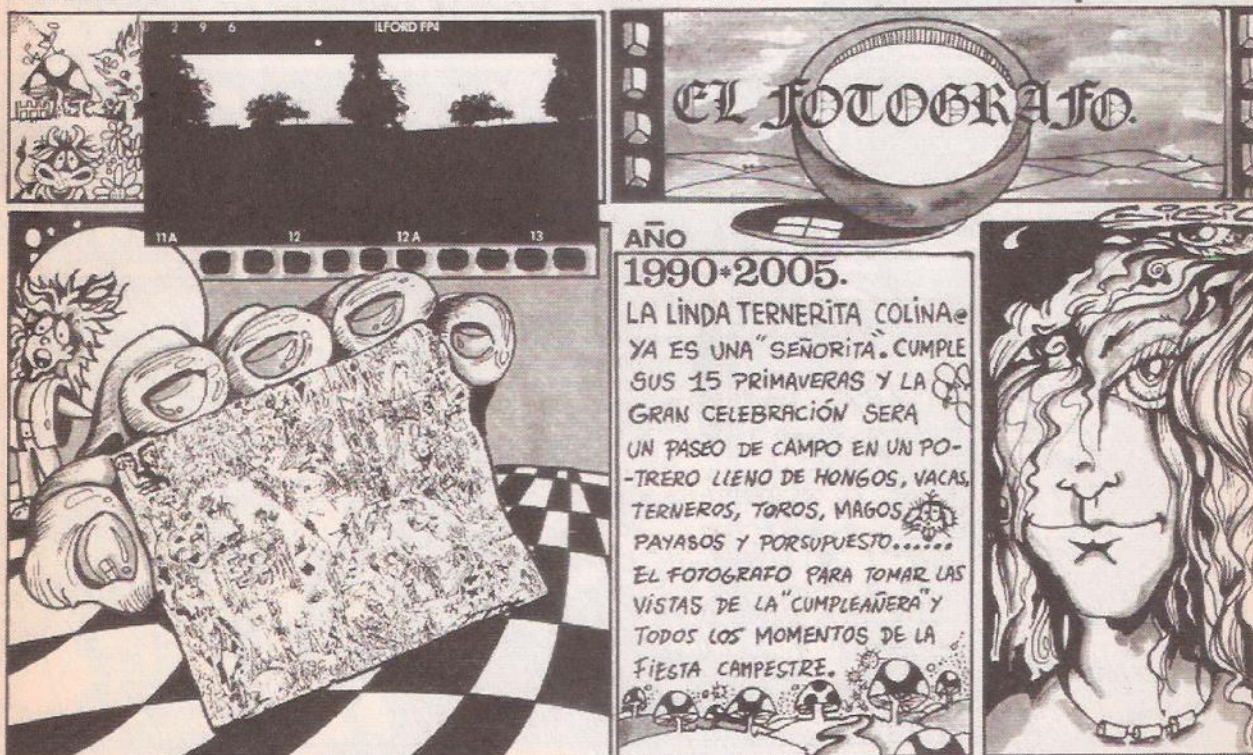 2 9 6 ILFORD FP4
11A 12 12A 13
EL FOTOGRAFO.
AÑO
1990*2005.
LA LINDA TERNERITA COLINA
YA ES UNA "SEÑORITA". CUMPLE
SUS 15 PRIMAVERAS Y LA
GRAN CELEBRACIÓN SERA
UN PASEO DE CAMPO EN UN PO-
-TRERO LLENO DE HONGOS, VACAS,
TERNEROS, TOROS, MAGOS,
PAYASOS Y PORSUPUESTO......
EL FOTOGRAFO PARA TOMAR LAS
VISTAS DE LA "CUMPLEAÑERA" Y
TODOS LOS MOMENTOS DE LA
FIESTA CAMPESTRE.